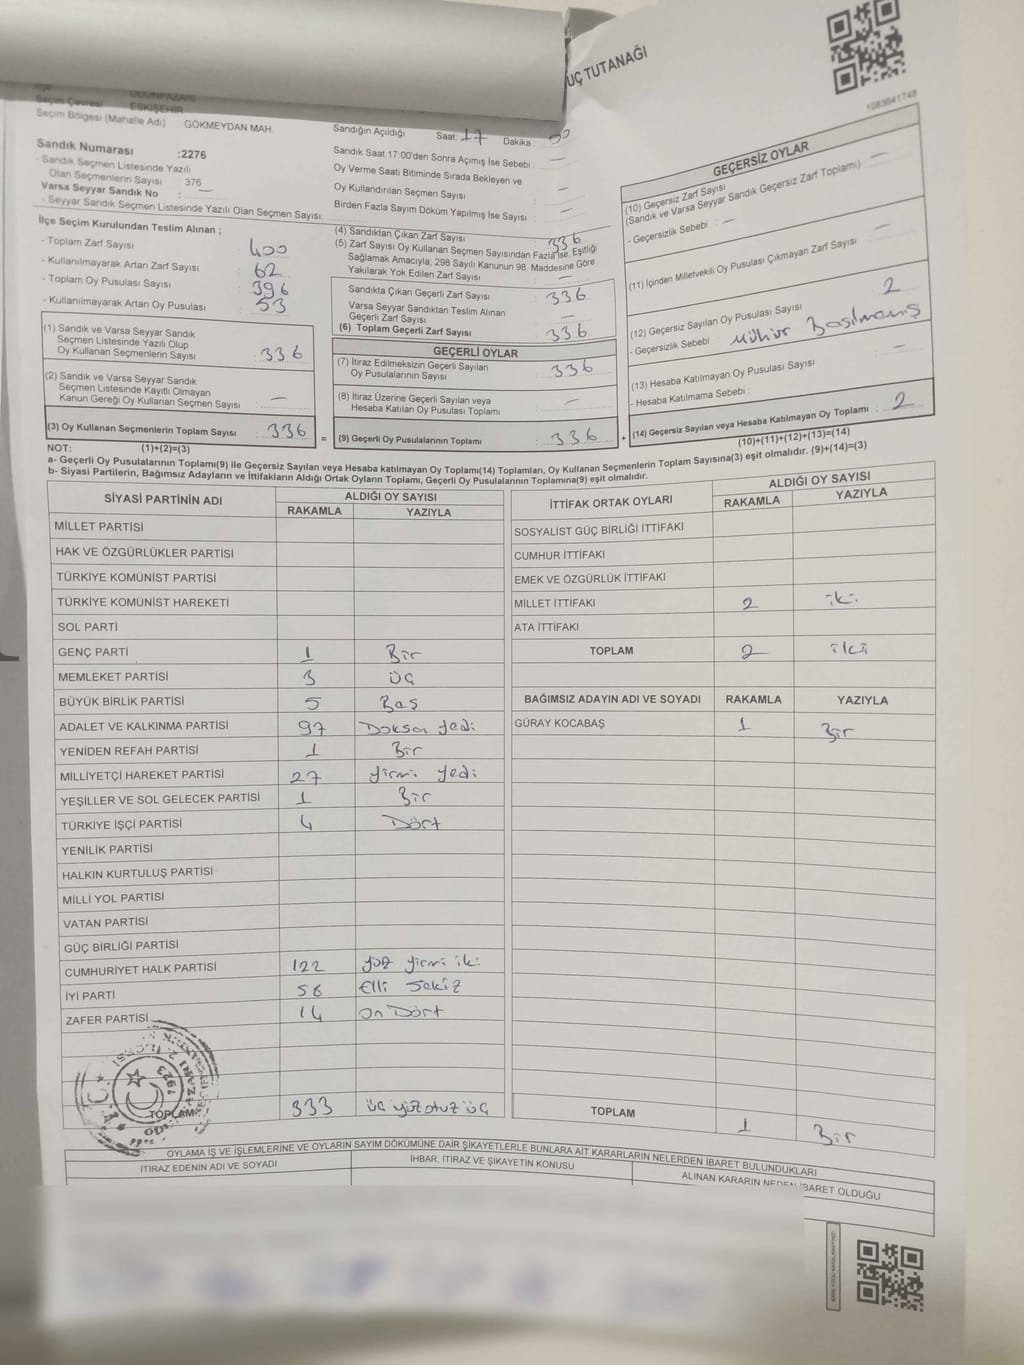 UÇ TUTANAĞI
1083641748
ODUNPAZARI
Seçim Çevresi ESKİŞEHİR
Seçim Bölgesi (Mahalle Adı) : GÖKMEYDAN MAH.
Sandık Numarası :2276
- Sandık Seçmen Listesinde Yazılı
Olan Seçmenlerin Sayısı : 376
Varsa Seyyar Sandık No : —
- Seyyar Sandık Seçmen Listesinde Yazılı Olan Seçmen Sayısı:
Sandığın Açıldığı Saat: 17 Dakika : 00
Sandık Saat 17:00'den Sonra Açımış İse Sebebi : —
Oy Verme Saati Bitiminde Sırada Bekleyen ve
Oy Kullandırılan Seçmen Sayısı : —
Birden Fazla Sayım Döküm Yapılmış İse Sayısı : —
İlçe Seçim Kurulundan Teslim Alınan ;
- Toplam Zarf Sayısı : 400
- Kullanılmayarak Artan Zarf Sayısı : 62
- Toplam Oy Pusulası Sayısı : 396
- Kullanılmayarak Artan Oy Pusulası : 53
(1) Sandık ve Varsa Seyyar Sandık
Seçmen Listesinde Yazılı Olup
Oy Kullanan Seçmenlerin Sayısı : 336
(2) Sandık ve Varsa Seyyar Sandık
Seçmen Listesinde Kayıtlı Olmayan
Kanun Gereği Oy Kullanan Seçmen Sayısı : —
(3) Oy Kullanan Seçmenlerin Toplam Sayısı : 336
(4) Sandıktan Çıkan Zarf Sayısı : 336
(5) Zarf Sayısı Oy Kullanan Seçmen Sayısından Fazla İse, Eşitliği
Sağlamak Amacıyla; 298 Sayılı Kanunun 98. Maddesine Göre
Yakılarak Yok Edilen Zarf Sayısı : —
Sandıkta Çıkan Geçerli Zarf Sayısı : 336
Varsa Seyyar Sandıktan Teslim Alınan
Geçerli Zarf Sayısı : —
(6) Toplam Geçerli Zarf Sayısı : 336
GEÇERLİ OYLAR
(7) İtiraz Edilmeksizin Geçerli Sayılan
Oy Pusulalarının Sayısı : 336
(8) İtiraz Üzerine Geçerli Sayılan veya
Hesaba Katılan Oy Pusulası Toplamı : —
= (9) Geçerli Oy Pusulalarının Toplamı : 336 +
GEÇERSİZ OYLAR
(10) Geçersiz Zarf Sayısı : —
(Sandık ve Varsa Seyyar Sandık Geçersiz Zarf Toplamı)
- Geçersizlik Sebebi : —
(11) İçinden Milletvekili Oy Pusulası Çıkmayan Zarf Sayısı : —
(12) Geçersiz Sayılan Oy Pusulası Sayısı : 2
- Geçersizlik Sebebi : Mühür Basılmamış
(13) Hesaba Katılmayan Oy Pusulası Sayısı : —
- Hesaba Katılmama Sebebi :
(14) Geçersiz Sayılan veya Hesaba Katılmayan Oy Toplamı : 2
(10)+(11)+(12)+(13)=(14)
NOT: (1)+(2)=(3)
a- Geçerli Oy Pusulalarının Toplamı(9) ile Geçersiz Sayılan veya Hesaba katılmayan Oy Toplamı(14) Toplamları, Oy Kullanan Seçmenlerin Toplam Sayısına(3) eşit olmalıdır. (9)+(14)=(3)
b- Siyasi Partilerin, Bağımsız Adayların ve İttifakların Aldığı Ortak Oyların Toplamı, Geçerli Oy Pusulalarının Toplamına(9) eşit olmalıdır.
SİYASİ PARTİNİN ADI ALDIĞI OY SAYISI
RAKAMLA YAZIYLA
MİLLET PARTİSİ
HAK VE ÖZGÜRLÜKLER PARTİSİ
TÜRKİYE KOMÜNİST PARTİSİ
TÜRKİYE KOMÜNİST HAREKETİ
SOL PARTİ
GENÇ PARTİ 1 Bir
MEMLEKET PARTİSİ 3 üç
BÜYÜK BİRLİK PARTİSİ 5 Beş
ADALET VE KALKINMA PARTİSİ 97 Doksan yedi
YENİDEN REFAH PARTİSİ 1 Bir
MİLLİYETÇİ HAREKET PARTİSİ 27 yirmi yedi
YEŞİLLER VE SOL GELECEK PARTİSİ 1 Bir
TÜRKİYE İŞÇİ PARTİSİ 4 Dört
YENİLİK PARTİSİ
HALKIN KURTULUŞ PARTİSİ
MİLLİ YOL PARTİSİ
VATAN PARTİSİ
GÜÇ BİRLİĞİ PARTİSİ
CUMHURİYET HALK PARTİSİ 122 yüz yirmi iki
İYİ PARTİ 58 Elli Sekiz
ZAFER PARTİSİ 14 on Dört
TOPLAM 333 üç yüz otuz üç
İTTİFAK ORTAK OYLARI ALDIĞI OY SAYISI
RAKAMLA YAZIYLA
SOSYALİST GÜÇ BİRLİĞİ İTTİFAKI
CUMHUR İTTİFAKI
EMEK VE ÖZGÜRLÜK İTTİFAKI
MİLLET İTTİFAKI 2 iki
ATA İTTİFAKI
TOPLAM 2 iki
BAĞIMSIZ ADAYIN ADI VE SOYADI RAKAMLA YAZIYLA
GÜRAY KOCABAŞ 1 Bir
TOPLAM 1 Bir
1923
OYLAMA İŞ VE İŞLEMLERİNE VE OYLARIN SAYIM DÖKÜMÜNE DAİR ŞİKAYETLERLE BUNLARA AİT KARARLARIN NELERDEN İBARET BULUNDUKLARI
İTİRAZ EDENİN ADI VE SOYADI İHBAR, İTİRAZ VE ŞİKAYETİN KONUSU ALINAN KARARIN NEDEN İBARET OLDUĞU